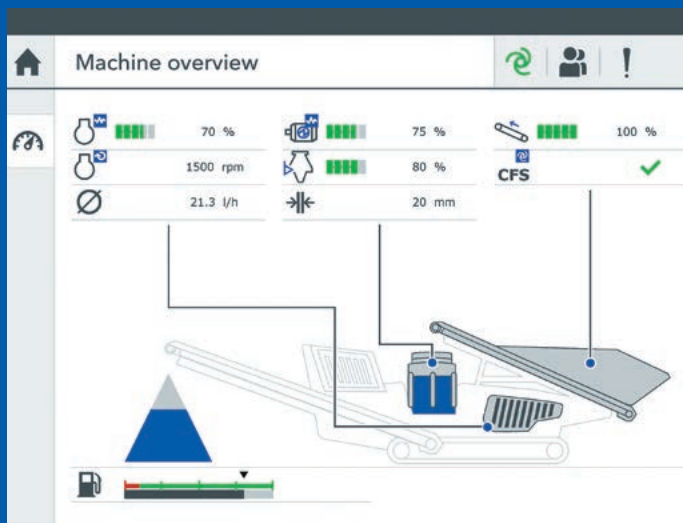 Machine overview
70 %
75 %
100 %
1500 rpm
80 %
CFS
21.3 l/h
20 mm